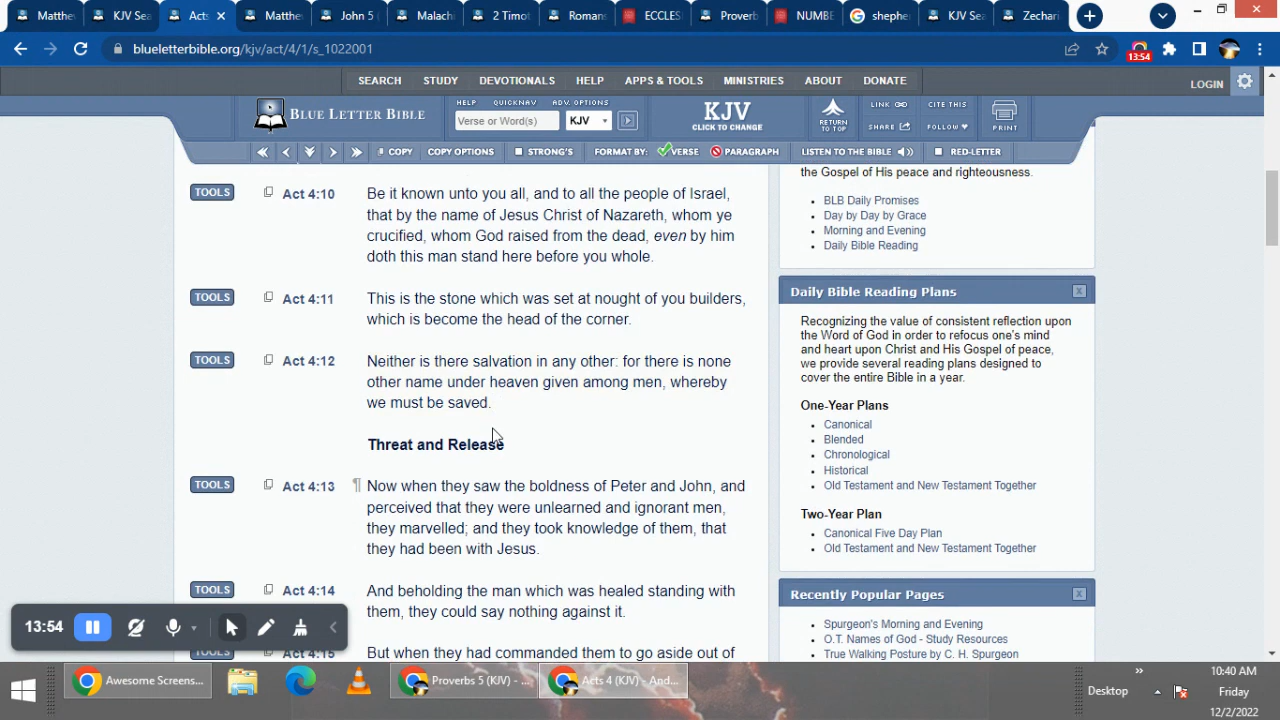 Matthe
KJV Sea
Acts
Matthe
John 5 (
Malach
2 Timot
Romans
ECCLES
Proverb
NUMBE
shepher
KJV Sea
Zechari
blueletterbible.org/kjv/act/4/1/s_1022001
13:54
SEARCH STUDY DEVOTIONALS HELP APPS & TOOLS MINISTRIES ABOUT DONATE
LOGIN
BLUE LETTER BIBLE
HELP QUICKNAV ADV. OPTIONS
Verse or Word(s)
KJV
KJV
CLICK TO CHANGE
RETURN
TO TOP
LINK
CITE THIS
SHARE
FOLLOW
PRINT
COPY COPY OPTIONS STRONG'S FORMAT BY: VERSE PARAGRAPH LISTEN TO THE BIBLE RED-LETTER
TOOLS
Act 4:10
Be it known unto you all, and to all the people of Israel,
that by the name of Jesus Christ of Nazareth, whom ye
crucified, whom God raised from the dead, even by him
doth this man stand here before you whole.
TOOLS
Act 4:11
This is the stone which was set at nought of you builders,
which is become the head of the corner.
TOOLS
Act 4:12
Neither is there salvation in any other: for there is none
other name under heaven given among men, whereby
we must be saved.
Threat and Release
TOOLS
Act 4:13
¶ Now when they saw the boldness of Peter and John, and
perceived that they were unlearned and ignorant men,
they marvelled; and they took knowledge of them, that
they had been with Jesus.
TOOLS
Act 4:14
And beholding the man which was healed standing with
them, they could say nothing against it.
TOOLS
Act 4:15
But when they had commanded them to go aside out of
the Gospel of His peace and righteousness.
BLB Daily Promises
Day by Day by Grace
Morning and Evening
Daily Bible Reading
Daily Bible Reading Plans
Recognizing the value of consistent reflection upon
the Word of God in order to refocus one's mind
and heart upon Christ and His Gospel of peace,
we provide several reading plans designed to
cover the entire Bible in a year.
One-Year Plans
Canonical
Blended
Chronological
Historical
Old Testament and New Testament Together
Two-Year Plan
Canonical Five Day Plan
Old Testament and New Testament Together
Recently Popular Pages
Spurgeon's Morning and Evening
O.T. Names of God - Study Resources
True Walking Posture by C. H. Spurgeon
13:54
Awesome Screens...
Proverbs 5 (KJV) - ...
Acts 4 (KJV) - And...
Desktop
10:40 AM
Friday
12/2/2022